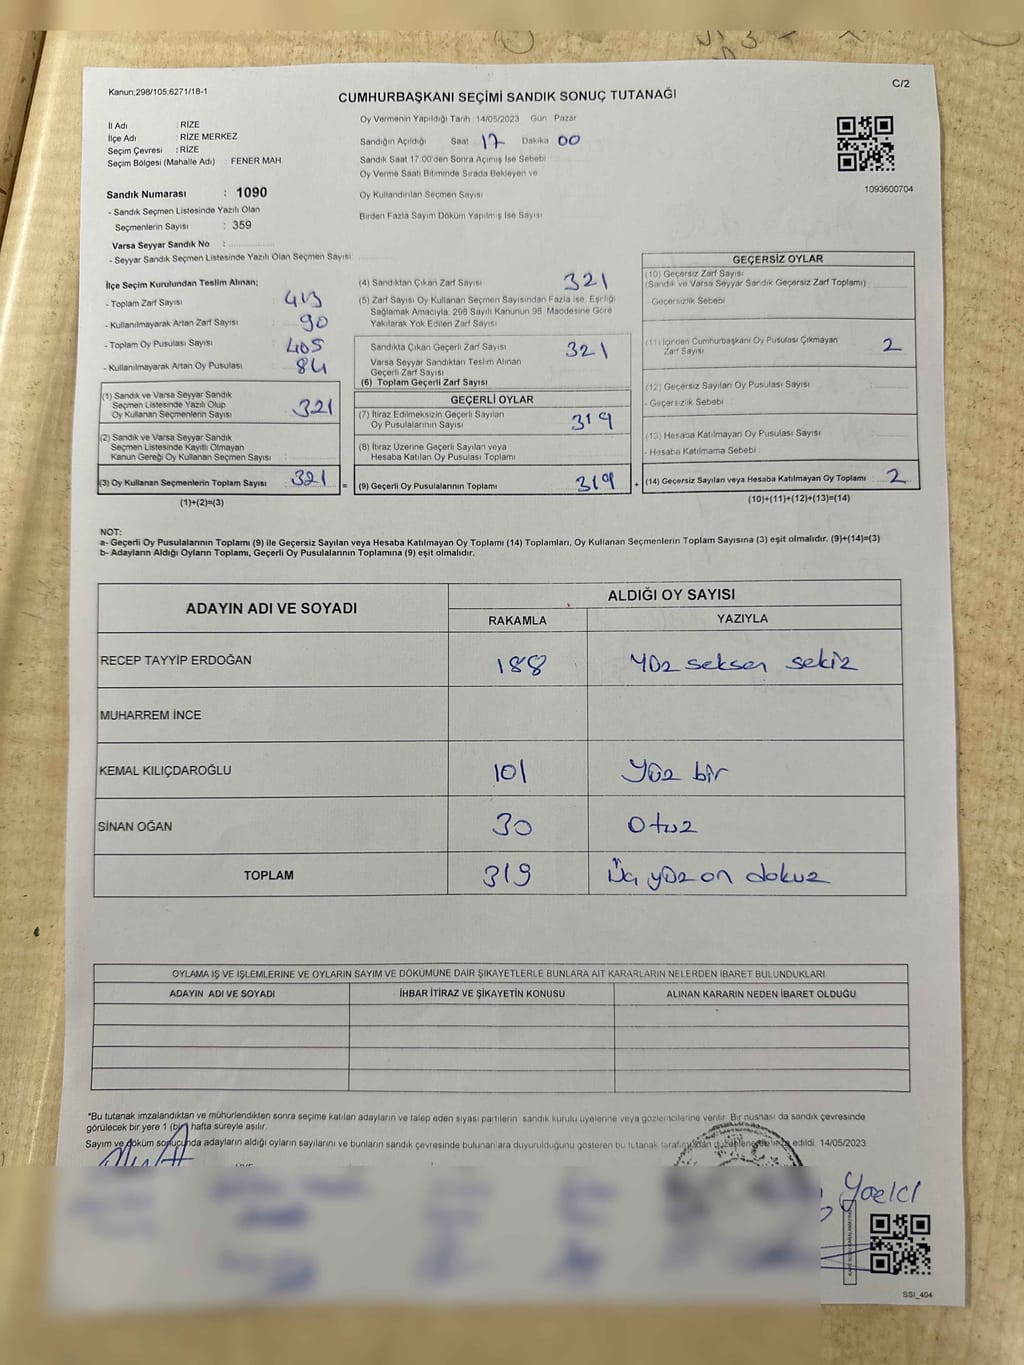 Kanun:298/105;6271/18-1
C/2
CUMHURBAŞKANI SEÇİMİ SANDIK SONUÇ TUTANAĞI
İl Adı : RİZE
İlçe Adı : RİZE MERKEZ
Seçim Çevresi : RİZE
Seçim Bölgesi (Mahalle Adı) : FENER MAH.
Sandık Numarası : 1090
- Sandık Seçmen Listesinde Yazılı Olan
Seçmenlerin Sayısı : 359
Varsa Seyyar Sandık No :
- Seyyar Sandık Seçmen Listesinde Yazılı Olan Seçmen Sayısı:
Oy Vermenin Yapıldığı Tarih :14/05/2023 Gün Pazar
Sandığın Açıldığı Saat 17 Dakika 00
Sandık Saat 17.00'den Sonra Açımış İse Sebebi
Oy Verme Saati Bitiminde Sırada Bekleyen ve
Oy Kullandırılan Seçmen Sayısı
Birden Fazla Sayım Döküm Yapılmış İse Sayısı
1093600704
İlçe Seçim Kurulundan Teslim Alınan;
- Toplam Zarf Sayısı : 413
- Kullanılmayarak Artan Zarf Sayısı : 90
- Toplam Oy Pusulası Sayısı : 405
- Kullanılmayarak Artan Oy Pusulası : 84
(1) Sandık ve Varsa Seyyar Sandık
Seçmen Listesinde Yazılı Olup
Oy Kullanan Seçmenlerin Sayısı : 321
(2) Sandık ve Varsa Seyyar Sandık
Seçmen Listesinde Kayıtlı Olmayan
Kanun Gereği Oy Kullanan Seçmen Sayısı :
(3) Oy Kullanan Seçmenlerin Toplam Sayısı : 321
(1)+(2)=(3)
(4) Sandıktan Çıkan Zarf Sayısı 321
(5) Zarf Sayısı Oy Kullanan Seçmen Sayısından Fazla İse, Eşitliği
Sağlamak Amacıyla, 298 Sayılı Kanunun 98. Maddesine Göre
Yakılarak Yok Edilen Zarf Sayısı
Sandıkta Çıkan Geçerli Zarf Sayısı 321
Varsa Seyyar Sandıktan Teslim Alınan
Geçerli Zarf Sayısı
(6) Toplam Geçerli Zarf Sayısı
GEÇERLİ OYLAR
(7) İtiraz Edilmeksizin Geçerli Sayılan
Oy Pusulalarının Sayısı 319
(8) İtiraz Üzerine Geçerli Sayılan veya
Hesaba Katılan Oy Pusulası Toplamı
= (9) Geçerli Oy Pusulalarının Toplamı 319
GEÇERSİZ OYLAR
(10) Geçersiz Zarf Sayısı
(Sandık ve Varsa Seyyar Sandık Geçersiz Zarf Toplamı)
Geçersizlik Sebebi
(11) İçinden Cumhurbaşkanı Oy Pusulası Çıkmayan
Zarf Sayısı 2
(12) Geçersiz Sayılan Oy Pusulası Sayısı
- Geçersizlik Sebebi
(13) Hesaba Katılmayan Oy Pusulası Sayısı
- Hesaba Katılmama Sebebi
+ (14) Geçersiz Sayılan veya Hesaba Katılmayan Oy Toplamı 2
(10)+(11)+(12)+(13)=(14)
NOT:
a- Geçerli Oy Pusulalarının Toplamı (9) ile Geçersiz Sayılan veya Hesaba Katılmayan Oy Toplamı (14) Toplamları, Oy Kullanan Seçmenlerin Toplam Sayısına (3) eşit olmalıdır. (9)+(14)=(3)
b- Adayların Aldığı Oyların Toplamı, Geçerli Oy Pusulalarının Toplamına (9) eşit olmalıdır.
ADAYIN ADI VE SOYADI
ALDIĞI OY SAYISI
RAKAMLA YAZIYLA
RECEP TAYYİP ERDOĞAN 188 Yüz seksen sekiz
MUHARREM İNCE
KEMAL KILIÇDAROĞLU 101 Yüz bir
SİNAN OĞAN 30 Otuz
TOPLAM 319 Üç yüz on dokuz
OYLAMA İŞ VE İŞLEMLERİNE VE OYLARIN SAYIM VE DÖKÜMÜNE DAİR ŞİKAYETLERLE BUNLARA AİT KARARLARIN NELERDEN İBARET BULUNDUKLARI
ADAYIN ADI VE SOYADI İHBAR İTİRAZ VE ŞİKAYETİN KONUSU ALINAN KARARIN NEDEN İBARET OLDUĞU
*Bu tutanak imzalandıktan ve mühürlendikten sonra seçime katılan adayların ve talep eden siyasi partilerin sandık kurulu üyelerine veya gözlemcilerine verilir. Bir nüshası da sandık çevresinde
görülecek bir yere 1 (bir) hafta süreyle asılır.
Sayım ve döküm sonucunda adayların aldığı oyların sayılarını ve bunların sandık çevresinde bulunanlara duyurulduğunu gösteren bu tutanak tarafımızdan düzenlenerek imza edildi. 14/05/2023
SSI_404